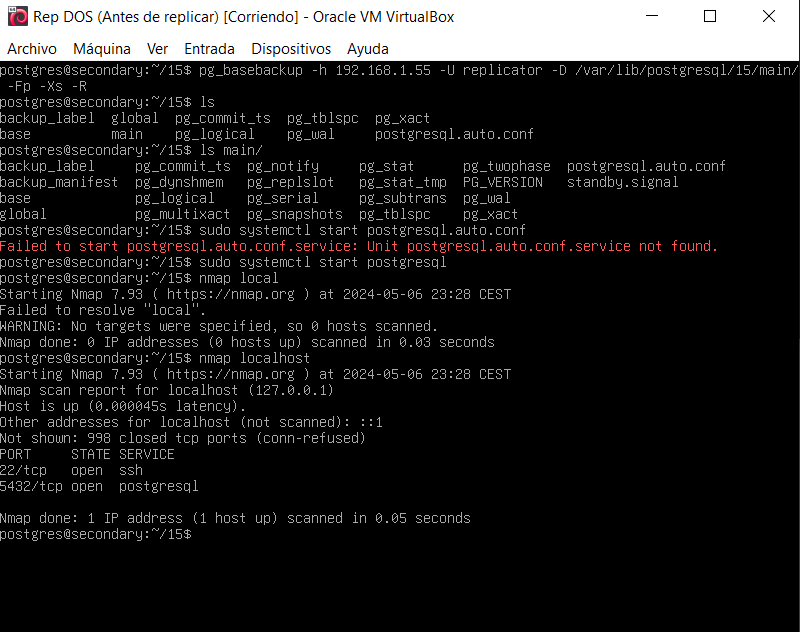 Rep DOS (Antes de replicar) [Corriendo] - Oracle VM VirtualBox
Archivo Máquina Ver Entrada Dispositivos Ayuda
postgres@secondary:~/15$ pg_basebackup -h 192.168.1.55 -U replicator -D /var/lib/postgresql/15/main/
 -Fp -Xs -R
postgres@secondary:~/15$ ls
backup_label  global  pg_commit_ts  pg_tblspc  pg_xact
base          main    pg_logical    pg_wal     postgresql.auto.conf
postgres@secondary:~/15$ ls main/
backup_label     pg_commit_ts  pg_notify     pg_stat      pg_twophase  postgresql.auto.conf
backup_manifest  pg_dynshmem   pg_replslot   pg_stat_tmp  PG_VERSION   standby.signal
base             pg_logical    pg_serial     pg_subtrans  pg_wal
global           pg_multixact  pg_snapshots  pg_tblspc    pg_xact
postgres@secondary:~/15$ sudo systemctl start postgresql.auto.conf
Failed to start postgresql.auto.conf.service: Unit postgresql.auto.conf.service not found.
postgres@secondary:~/15$ sudo systemctl start postgresql
postgres@secondary:~/15$ nmap local
Starting Nmap 7.93 ( https://nmap.org ) at 2024-05-06 23:28 CEST
Failed to resolve "local".
WARNING: No targets were specified, so 0 hosts scanned.
Nmap done: 0 IP addresses (0 hosts up) scanned in 0.03 seconds
postgres@secondary:~/15$ nmap localhost
Starting Nmap 7.93 ( https://nmap.org ) at 2024-05-06 23:28 CEST
Nmap scan report for localhost (127.0.0.1)
Host is up (0.000045s latency).
Other addresses for localhost (not scanned): ::1
Not shown: 998 closed tcp ports (conn-refused)
PORT     STATE SERVICE
22/tcp   open  ssh
5432/tcp open  postgresql
Nmap done: 1 IP address (1 host up) scanned in 0.05 seconds
postgres@secondary:~/15$